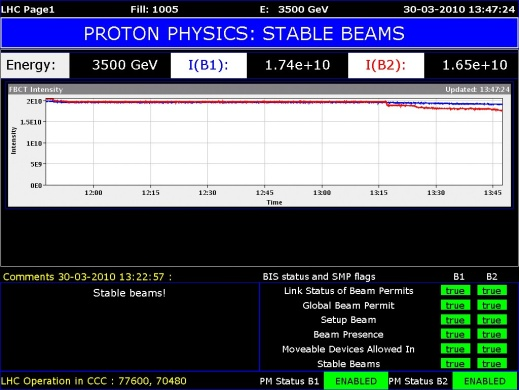 LHC Page1 Fill: 1005 E: 3500 GeV 30-03-2010 13:47:24
PROTON PHYSICS: STABLE BEAMS
Energy: 3500 GeV I(B1): 1.74e+10 I(B2): 1.65e+10
FBCT Intensity Updated: 13:47:24
2E10
1.5E10
1E10
5E9
0E0
Intensity
12:00 12:15 12:30 12:45 13:00 13:15 13:30 13:45
Time
Comments 30-03-2010 13:22:57 :
Stable beams!
BIS status and SMP flags B1 B2
Link Status of Beam Permits true true
Global Beam Permit true true
Setup Beam true true
Beam Presence true true
Moveable Devices Allowed In true true
Stable Beams true true
LHC Operation in CCC : 77600, 70480 PM Status B1 ENABLED PM Status B2 ENABLED